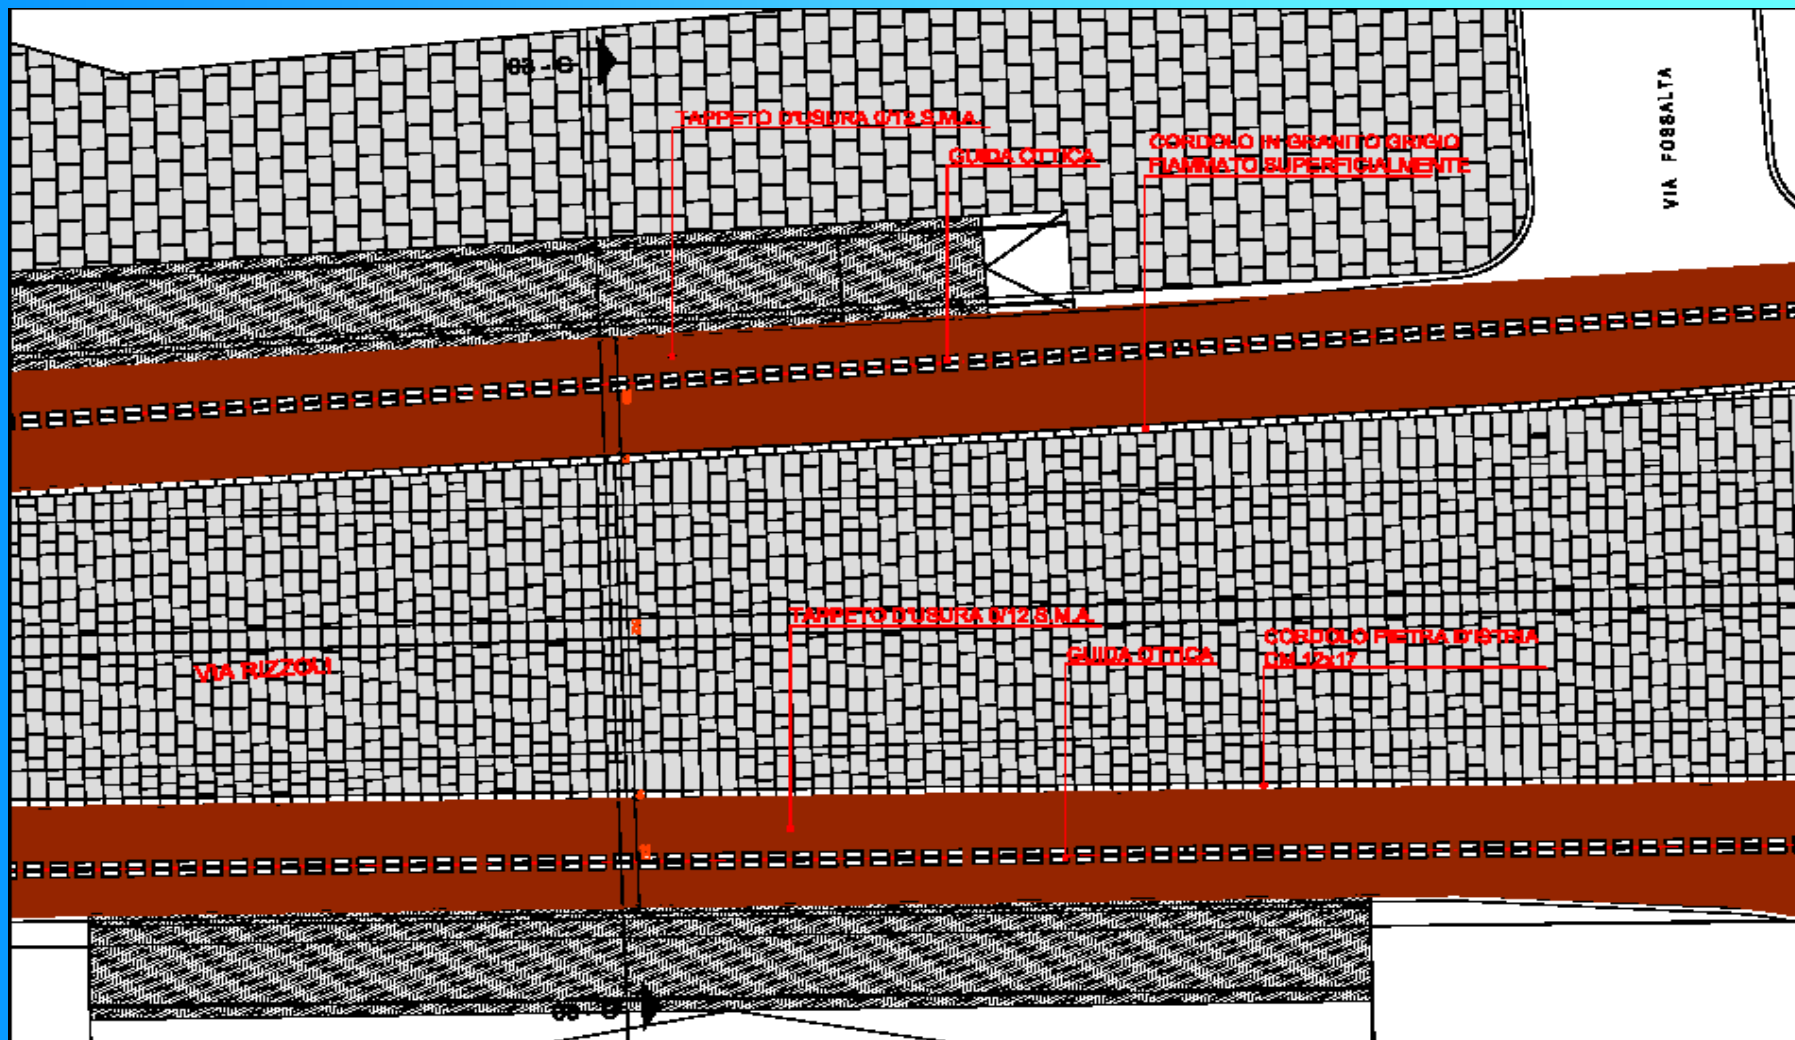 TAPPETO D'USURA 0/12 S.M.A.
GUIDA OTTICA
CORDOLO IN GRANITO GRIGIO
FIAMMATO SUPERFICIALMENTE
VIA FOSSALTA
TAPPETO D'USURA 0/12 S.M.A.
GUIDA OTTICA
CORDOLO PIETRA D'ISTRIA
CM 12x17
VIA RIZZOLI